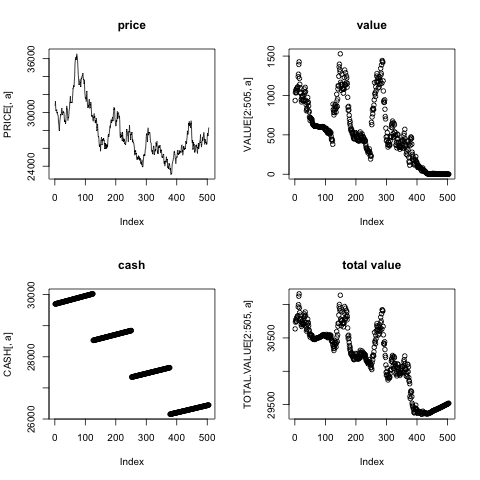 price
PRICE[, a]
24000 30000 36000
0 100 200 300 400 500
Index
value
VALUE[2:505, a]
0 500 1000 1500
0 100 200 300 400 500
Index
cash
CASH[, a]
26000 28000 30000
0 100 200 300 400 500
Index
total value
TOTAL.VALUE[2:505, a]
29500 30500
0 100 200 300 400 500
Index